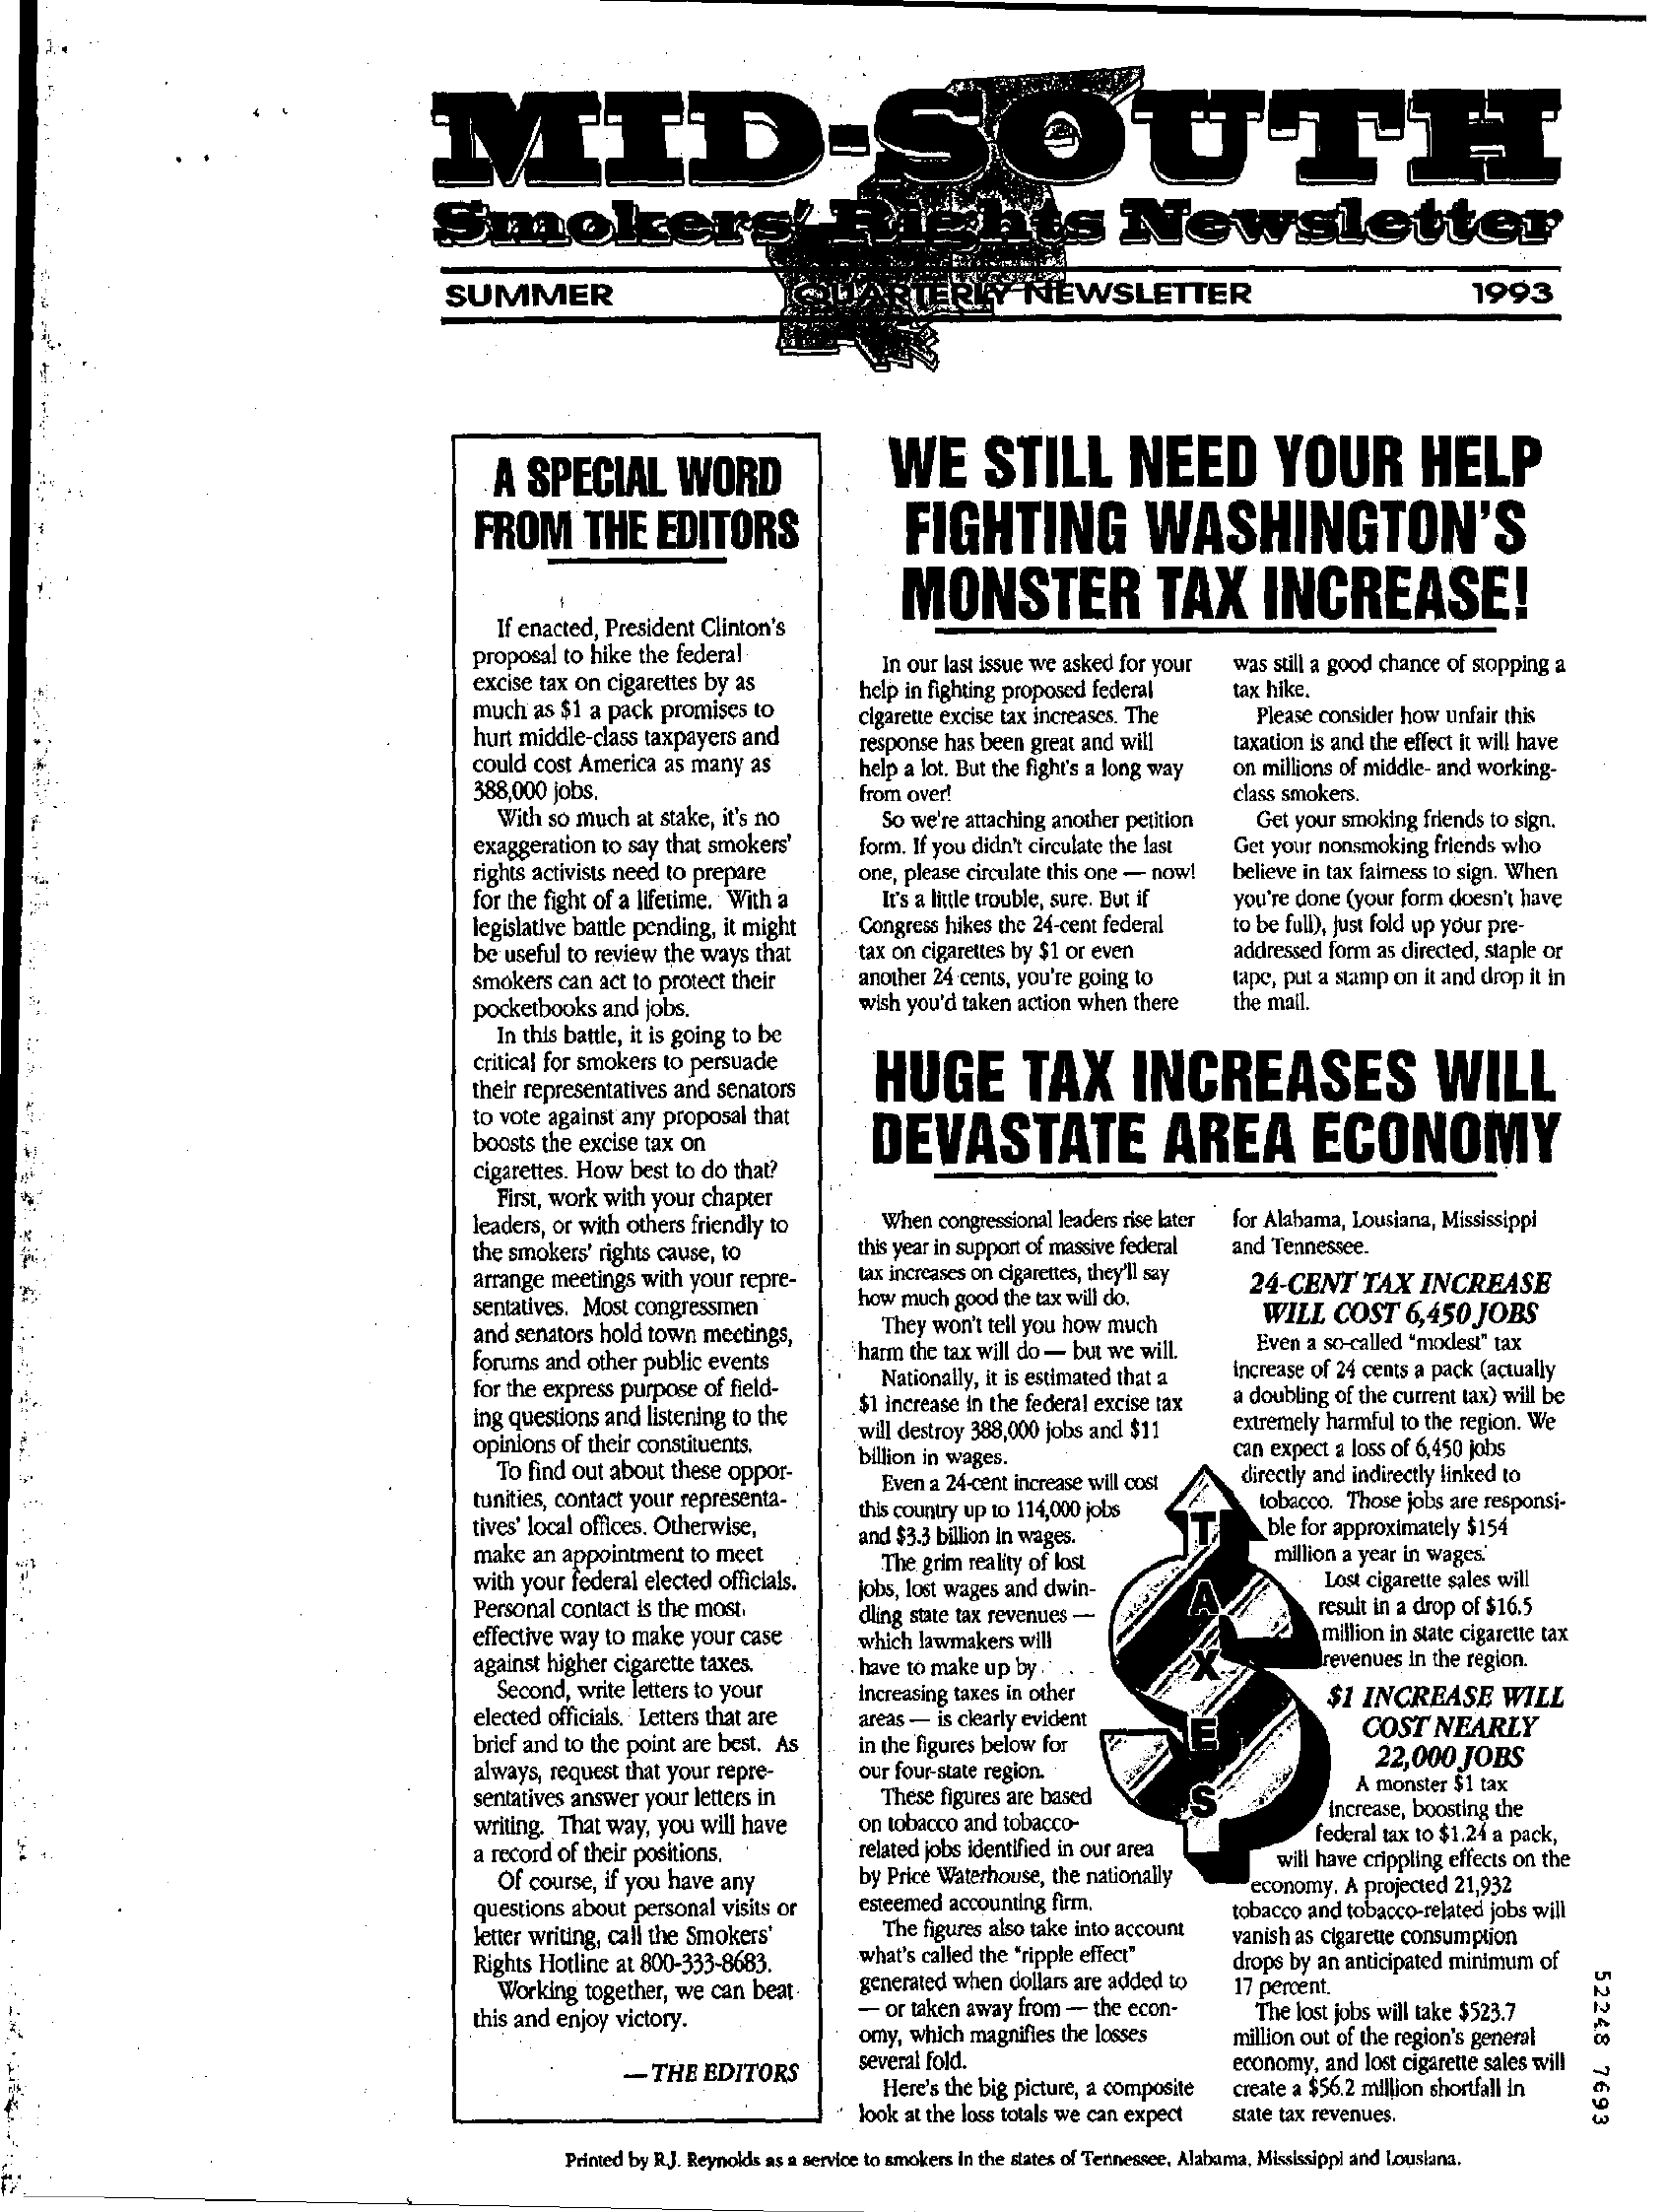 MID-SOUTH
Smokers' Rights Newsletter
SUMMER QUARTERLY NEWSLETTER 1993
A SPECIAL WORD
FROM THE EDITORS
If enacted, President Clinton's
proposal to hike the federal
excise tax on cigarettes by as
much as $1 a pack promises to
hurt middle-class taxpayers and
could cost America as many as
388,000 jobs.
With so much at stake, it's no
exaggeration to say that smokers'
rights activists need to prepare
for the fight of a lifetime. With a
legislative battle pending, it might
be useful to review the ways that
smokers can act to protect their
pocketbooks and jobs.
In this battle, it is going to be
critical for smokers to persuade
their representatives and senators
to vote against any proposal that
boosts the excise tax on
cigarettes. How best to do that?
First, work with your chapter
leaders, or with others friendly to
the smokers' rights cause, to
arrange meetings with your repre-
sentatives. Most congressmen
and senators hold town meetings,
forums and other public events
for the express purpose of field-
ing questions and listening to the
opinions of their constituents.
To find out about these oppor-
tunities, contact your representa-
tives' local offices. Otherwise,
make an appointment to meet
with your federal elected officials.
Personal contact is the most
effective way to make your case
against higher cigarette taxes.
Second, write letters to your
elected officials. Letters that are
brief and to the point are best. As
always, request that your repre-
sentatives answer your letters in
writing. That way, you will have
a record of their positions.
Of course, if you have any
questions about personal visits or
letter writing, call the Smokers'
Rights Hotline at 800-333-8683.
Working together, we can beat
this and enjoy victory.
— THE EDITORS
WE STILL NEED YOUR HELP
FIGHTING WASHINGTON'S
MONSTER TAX INCREASE!
In our last issue we asked for your
help in fighting proposed federal
cigarette excise tax increases. The
response has been great and will
help a lot. But the fight's a long way
from over!
So we're attaching another petition
form. If you didn't circulate the last
one, please circulate this one — now!
It's a little trouble, sure. But if
Congress hikes the 24-cent federal
tax on cigarettes by $1 or even
another 24 cents, you're going to
wish you'd taken action when there
was still a good chance of stopping a
tax hike.
Please consider how unfair this
taxation is and the effect it will have
on millions of middle- and working-
class smokers.
Get your smoking friends to sign.
Get your nonsmoking friends who
believe in tax fairness to sign. When
you're done (your form doesn't have
to be full), just fold up your pre-
addressed form as directed, staple or
tape, put a stamp on it and drop it in
the mail.
HUGE TAX INCREASES WILL
DEVASTATE AREA ECONOMY
When congressional leaders rise later
this year in support of massive federal
tax increases on cigarettes, they'll say
how much good the tax will do.
They won't tell you how much
harm the tax will do — but we will.
Nationally, it is estimated that a
$1 increase in the federal excise tax
will destroy 388,000 jobs and $11
billion in wages.
Even a 24-cent increase will cost
this country up to 114,000 jobs
and $3.3 billion in wages.
The grim reality of lost
jobs, lost wages and dwin-
dling state tax revenues —
which lawmakers will
have to make up by
increasing taxes in other
areas — is clearly evident
in the figures below for
our four-state region.
These figures are based
on tobacco and tobacco-
related jobs identified in our area
by Price Waterhouse, the nationally
esteemed accounting firm.
The figures also take into account
what's called the "ripple effect"
generated when dollars are added to
— or taken away from — the econ-
omy, which magnifies the losses
several fold.
Here's the big picture, a composite
look at the loss totals we can expect
for Alabama, Lousiana, Mississippi
and Tennessee.
24-CENT TAX INCREASE
WILL COST 6,450 JOBS
Even a so-called "modest" tax
increase of 24 cents a pack (actually
a doubling of the current tax) will be
extremely harmful to the region. We
can expect a loss of 6,450 jobs
directly and indirectly linked to
tobacco. Those jobs are responsi-
ble for approximately $154
million a year in wages.
Lost cigarette sales will
result in a drop of $16.5
million in state cigarette tax
revenues in the region.
$1 INCREASE WILL
COST NEARLY
22,000 JOBS
A monster $1 tax
increase, boosting the
federal tax to $1.24 a pack,
will have crippling effects on the
economy. A projected 21,932
tobacco and tobacco-related jobs will
vanish as cigarette consumption
drops by an anticipated minimum of
17 percent.
The lost jobs will take $523.7
million out of the region's general
economy, and lost cigarette sales will
create a $56.2 million shortfall in
state tax revenues.
TAXES
Printed by R.J. Reynolds as a service to smokers in the states of Tennessee, Alabama, Mississippi and Lousiana.
52248 7693